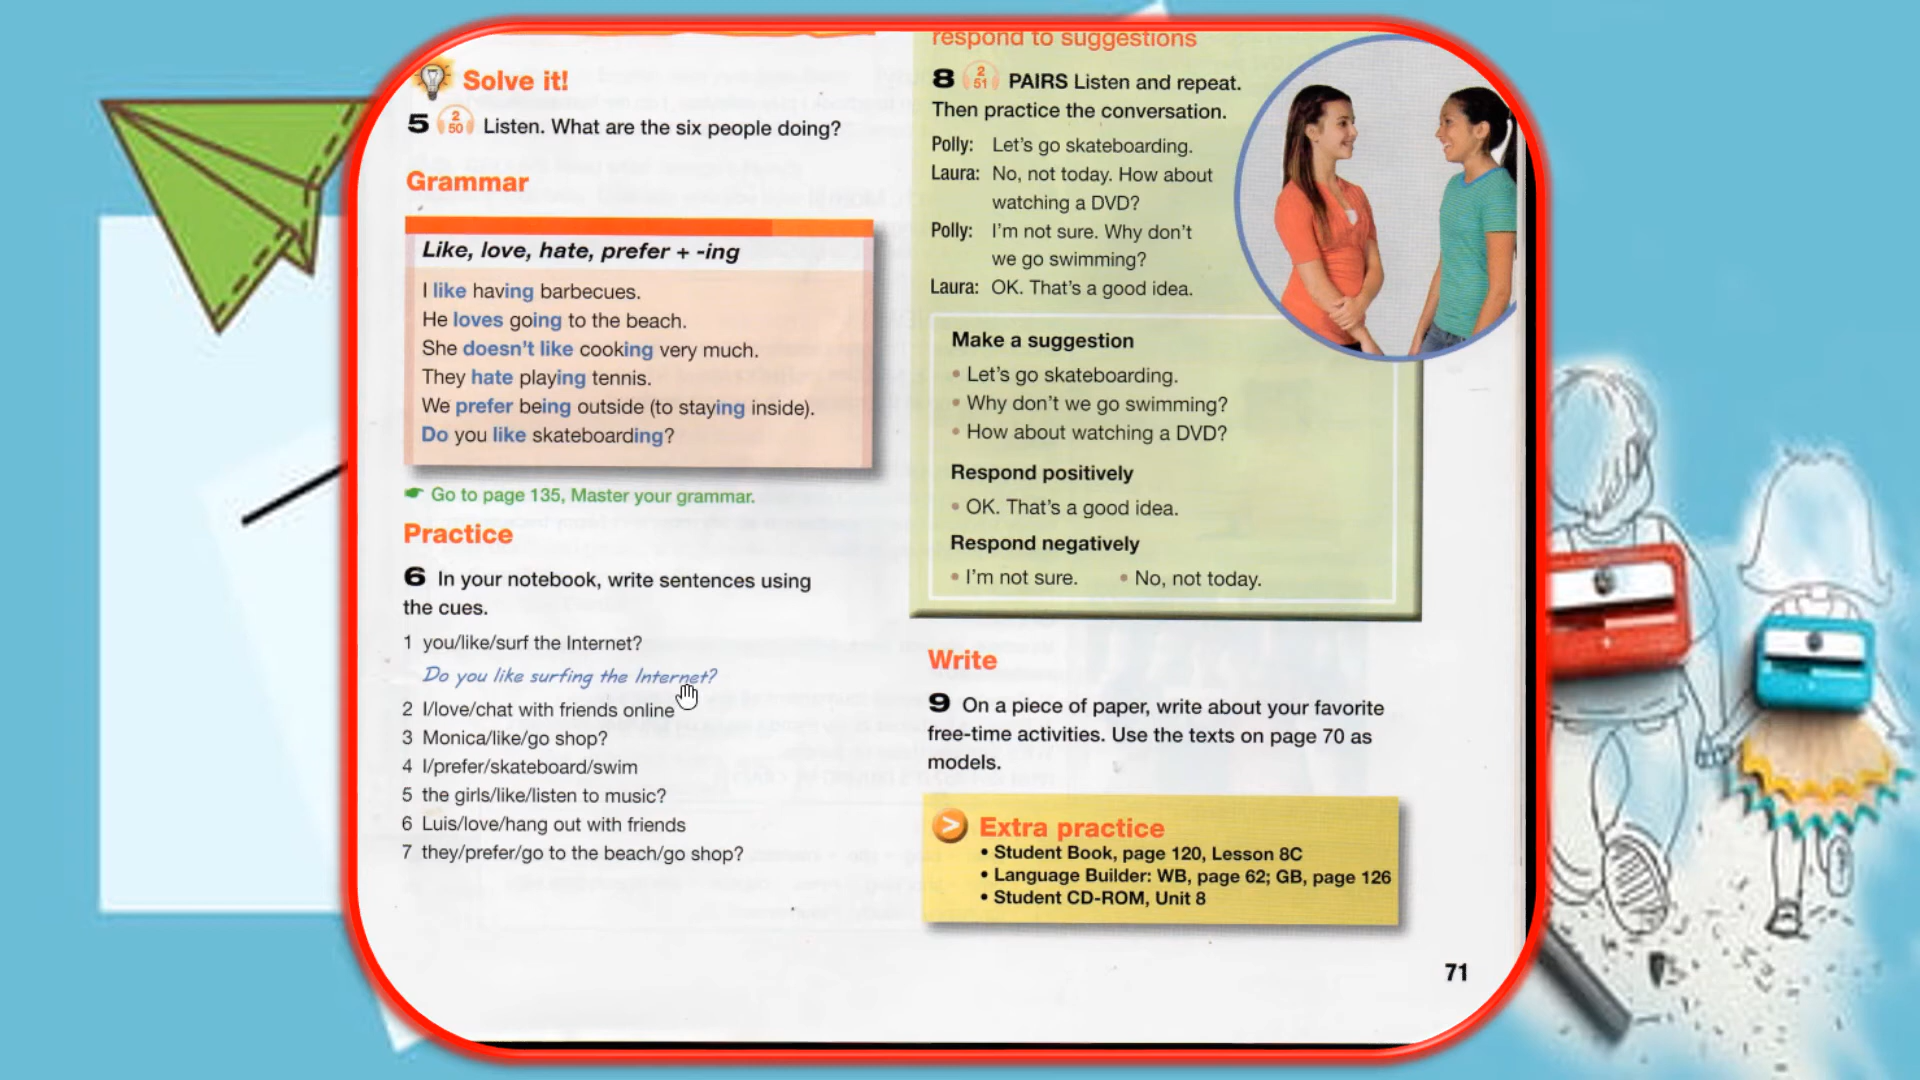 Solve it!
5 2 50 Listen. What are the six people doing?
Grammar
Like, love, hate, prefer + -ing
I like having barbecues.
He loves going to the beach.
She doesn't like cooking very much.
They hate playing tennis.
We prefer being outside (to staying inside).
Do you like skateboarding?
Go to page 135, Master your grammar.
Practice
6 In your notebook, write sentences using
the cues.
1 you/like/surf the Internet?
Do you like surfing the Internet?
2 I/love/chat with friends online
3 Monica/like/go shop?
4 I/prefer/skateboard/swim
5 the girls/like/listen to music?
6 Luis/love/hang out with friends
7 they/prefer/go to the beach/go shop?
respond to suggestions
8 2 51 PAIRS Listen and repeat.
Then practice the conversation.
Polly: Let's go skateboarding.
Laura: No, not today. How about
watching a DVD?
Polly: I'm not sure. Why don't
we go swimming?
Laura: OK. That's a good idea.
Make a suggestion
• Let's go skateboarding.
• Why don't we go swimming?
• How about watching a DVD?
Respond positively
• OK. That's a good idea.
Respond negatively
• I'm not sure. • No, not today.
Write
9 On a piece of paper, write about your favorite
free-time activities. Use the texts on page 70 as
models.
> Extra practice
• Student Book, page 120, Lesson 8C
• Language Builder: WB, page 62; GB, page 126
• Student CD-ROM, Unit 8
71